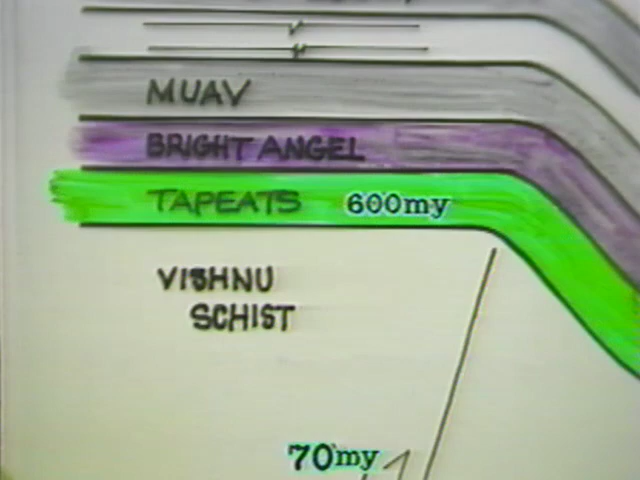 MUAV
BRIGHT ANGEL
TAPEATS 600my
VISHNU
SCHIST
70my